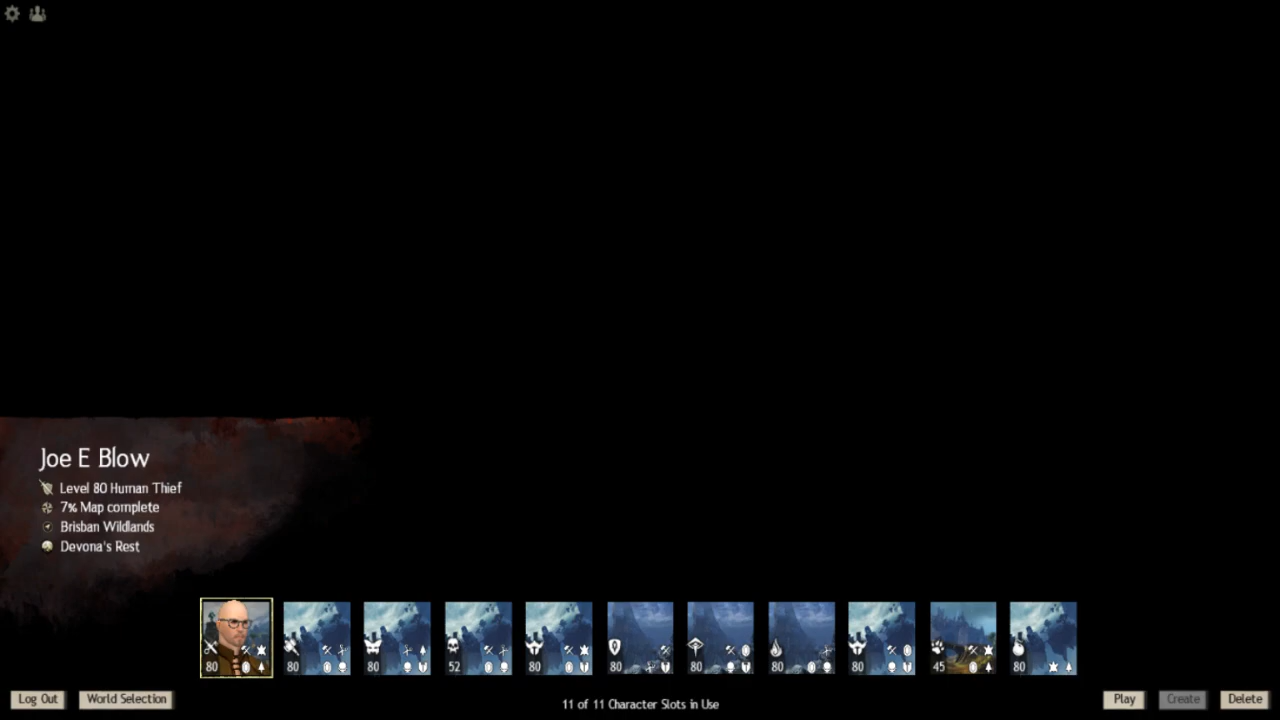 Joe E Blow
Level 80 Human Thief
7% Map complete
Brisban Wildlands
Devona's Rest
80 80 80 52 80 80 80 80 80 45 80
Log Out World Selection 11 of 11 Character Slots in Use Play Create Delete